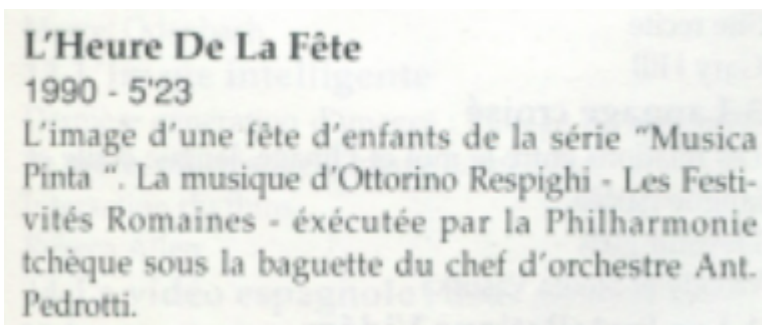 L'Heure De La Fête
1990 - 5'23
L'image d'une fête d'enfants de la série "Musica
Pinta ". La musique d'Ottorino Respighi - Les Festi-
vités Romaines - éxécutée par la Philharmonie
tchèque sous la baguette du chef d'orchestre Ant.
Pedrotti.